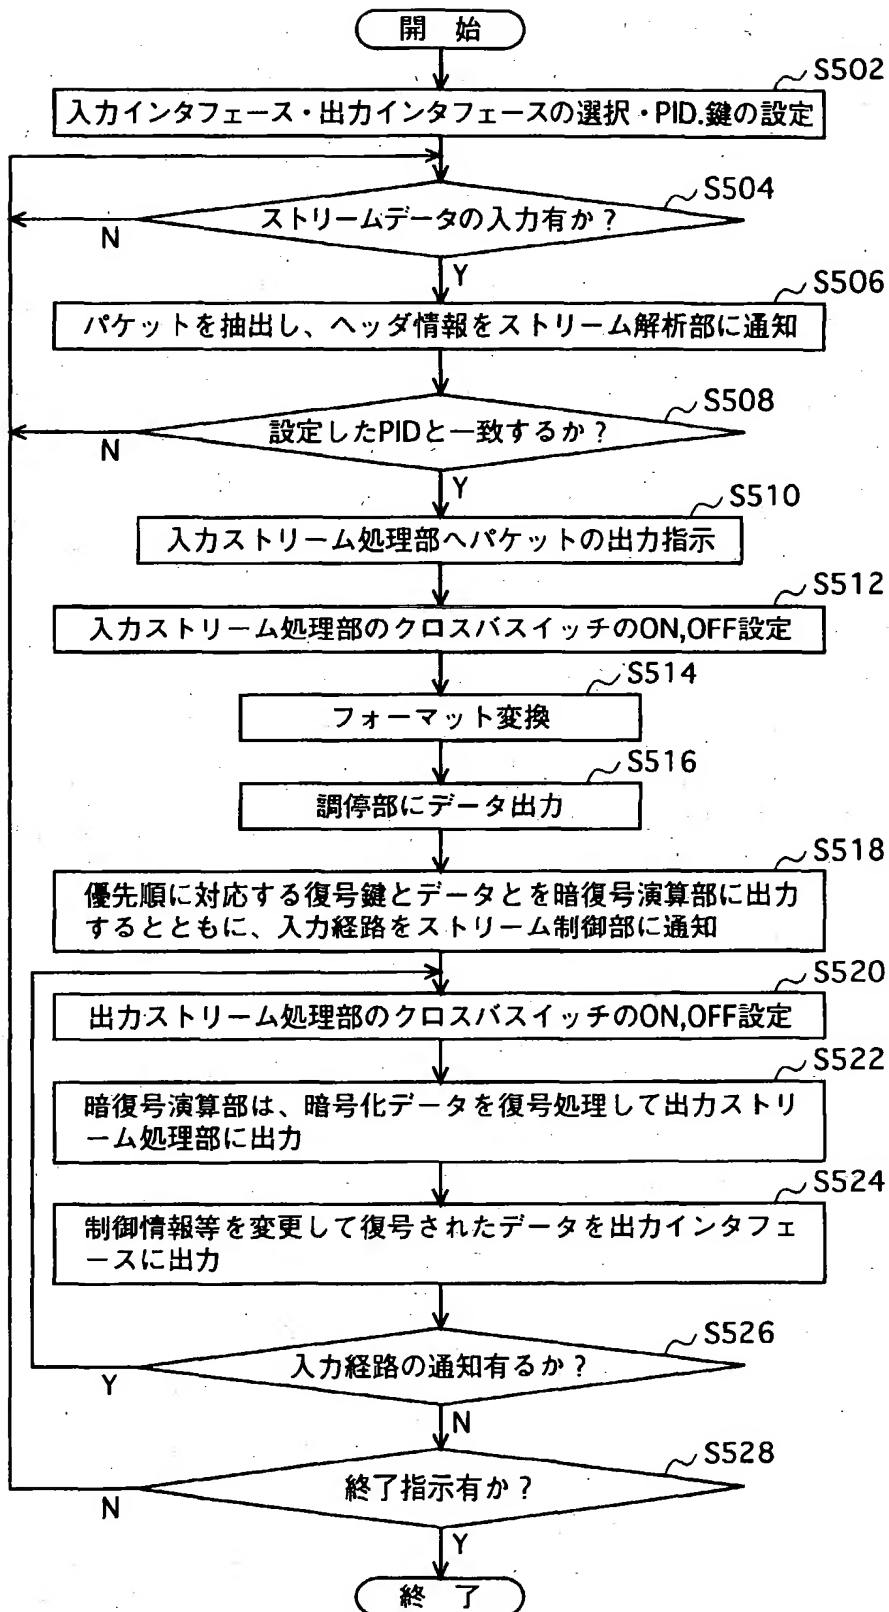 開 始
S502
入力インタフェース・出力インタフェースの選択・PID.鍵の設定
S504
ストリームデータの入力有か?
N
Y
S506
パケットを抽出し、ヘッダ情報をストリーム解析部に通知
S508
設定したPIDと一致するか?
N
Y
S510
入力ストリーム処理部へパケットの出力指示
S512
入力ストリーム処理部のクロスバスイッチのON,OFF設定
S514
フォーマット変換
S516
調停部にデータ出力
S518
優先順に対応する復号鍵とデータとを暗復号演算部に出力
するとともに、入力経路をストリーム制御部に通知
S520
出力ストリーム処理部のクロスバスイッチのON,OFF設定
S522
暗復号演算部は、暗号化データを復号処理して出力ストリ
ーム処理部に出力
S524
制御情報等を変更して復号されたデータを出力インタフェ
ースに出力
S526
入力経路の通知有るか?
Y
N
S528
終了指示有か?
N
Y
終 了